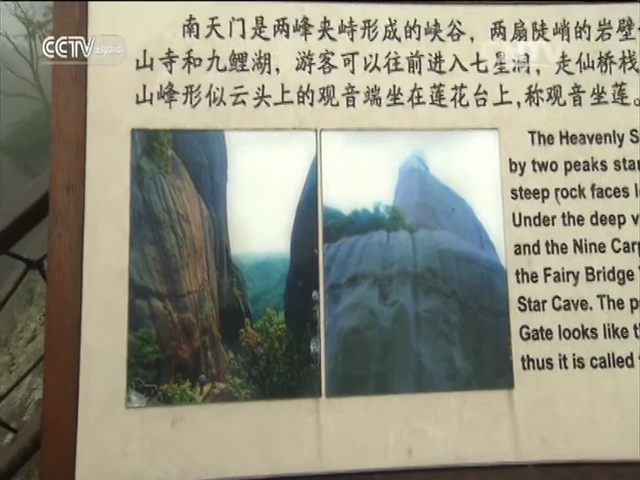 CCTV Español
南天门是两峰夹峙形成的峡谷，两扇陡峭的岩壁
山寺和九鲤湖，游客可以往前进入七星洞，走仙桥栈
山峰形似云头上的观音端坐在莲花台上,称观音坐莲。
The Heavenly S
by two peaks stan
steep rock faces l
Under the deep v
and the Nine Carp
the Fairy Bridge
Star Cave. The p
Gate looks like t
thus it is called